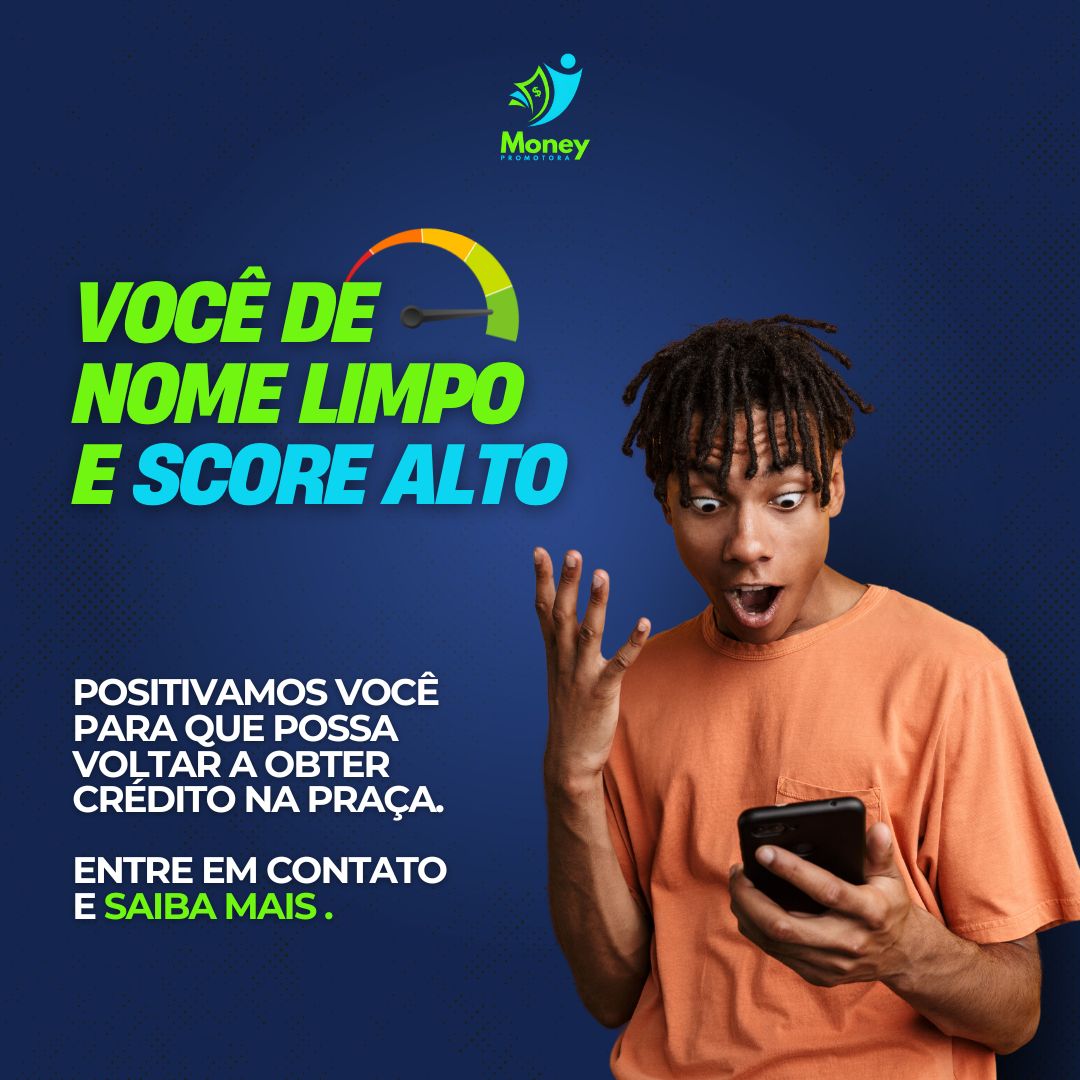 $
Money
PROMOTORA
VOCÊ DE
NOME LIMPO
E SCORE ALTO
POSITIVAMOS VOCÊ
PARA QUE POSSA
VOLTAR A OBTER
CRÉDITO NA PRAÇA.
ENTRE EM CONTATO
E SAIBA MAIS .